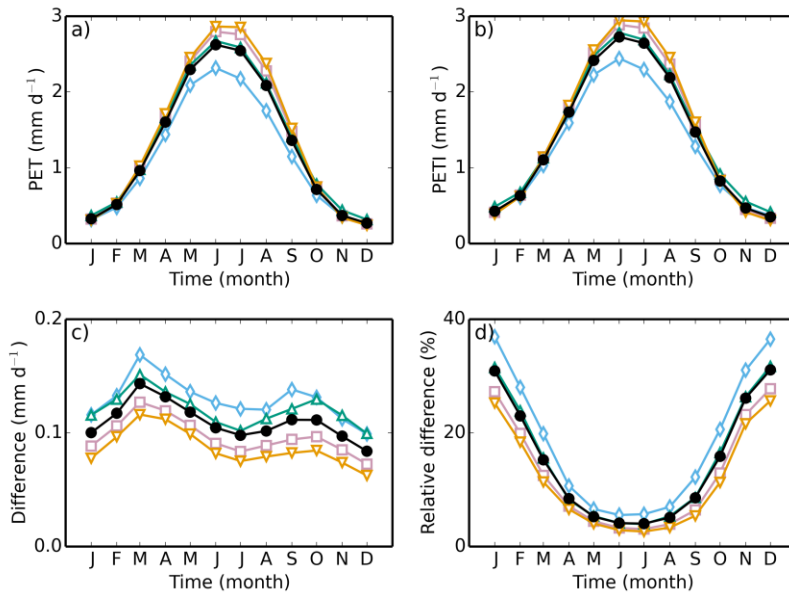 a)
3
2
1
0
PET (mm d⁻¹)
J F M A M J J A S O N D
Time (month)
b)
3
2
1
0
PETI (mm d⁻¹)
J F M A M J J A S O N D
Time (month)
c)
0.2
0.1
0.0
Difference (mm d⁻¹)
J F M A M J J A S O N D
Time (month)
d)
40
20
0
Relative difference (%)
J F M A M J J A S O N D
Time (month)